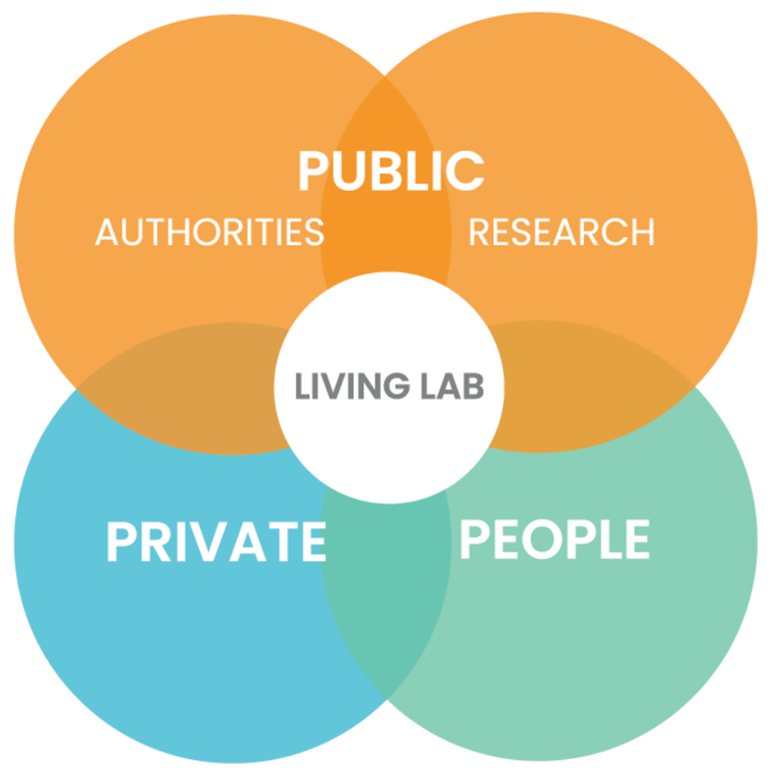 PUBLIC
AUTHORITIES RESEARCH
LIVING LAB
PRIVATE PEOPLE